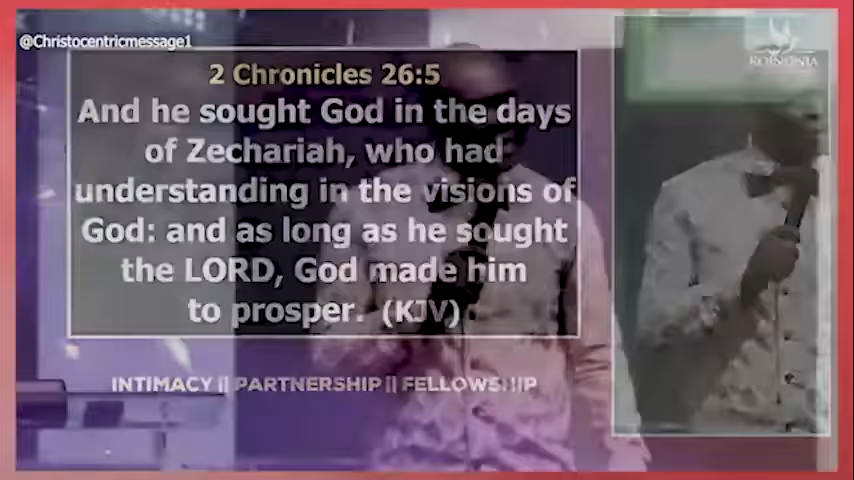 @Christocentricmessage1
KOINONIA
2 Chronicles 26:5
And he sought God in the days
of Zechariah, who had
understanding in the visions of
God: and as long as he sought
the LORD, God made him
to prosper. (KJV)
INTIMACY || PARTNERSHIP || FELLOWSHIP